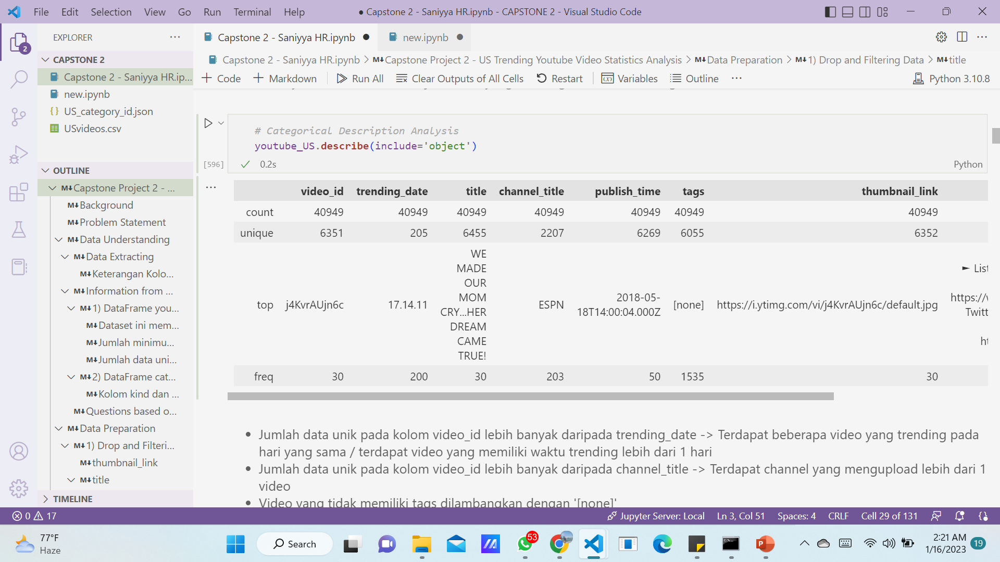 File Edit Selection View Go Run Terminal Help
● Capstone 2 - Saniyya HR.ipynb - CAPSTONE 2 - Visual Studio Code
EXPLORER
2
CAPSTONE 2
Capstone 2 - Saniyya HR.ip...
new.ipynb
US_category_id.json
USvideos.csv
OUTLINE
M↓Capstone Project 2 - ...
M↓Background
M↓Problem Statement
M↓Data Understanding
M↓Data Extracting
M↓Keterangan Kolo...
M↓Information from ...
M↓1) DataFrame you...
M↓Dataset ini mem...
M↓Jumlah minimu...
M↓Jumlah data uni...
M↓2) DataFrame cat...
M↓Kolom kind dan ...
M↓Questions based o...
M↓Data Preparation
M↓1) Drop and Filteri...
M↓thumbnail_link
M↓title
TIMELINE
Capstone 2 - Saniyya HR.ipynb ●
new.ipynb ●
Capstone 2 - Saniyya HR.ipynb > M↓Capstone Project 2 - US Trending Youtube Video Statistics Analysis > M↓Data Preparation > M↓1) Drop and Filtering Data > M↓title
+ Code + Markdown Run All Clear Outputs of All Cells Restart Variables Outline ··· Python 3.10.8
# Categorical Description Analysis
youtube_US.describe(include='object')
[596] ✓ 0.2s Python
video_id trending_date title channel_title publish_time tags thumbnail_link
count 40949 40949 40949 40949 40949 40949 40949
unique 6351 205 6455 2207 6269 6055 6352
top j4KvrAUjn6c 17.14.11 WE MADE OUR MOM CRY...HER DREAM CAME TRUE! ESPN 2018-05-18T14:00:04.000Z [none] https://i.ytimg.com/vi/j4KvrAUjn6c/default.jpg
► List
https://v
Twitt
ht
freq 30 200 30 203 50 1535 30
• Jumlah data unik pada kolom video_id lebih banyak daripada trending_date -> Terdapat beberapa video yang trending pada
hari yang sama / terdapat video yang memiliki waktu trending lebih dari 1 hari
• Jumlah data unik pada kolom video_id lebih banyak daripada channel_title -> Terdapat channel yang mengupload lebih dari 1
video
• Video yang tidak memiliki tags dilambangkan dengan '[none]'
0 17 Jupyter Server: Local Ln 3, Col 51 Spaces: 4 CRLF Cell 29 of 131
77°F
Haze
Search
53
2:21 AM
1/16/2023
19